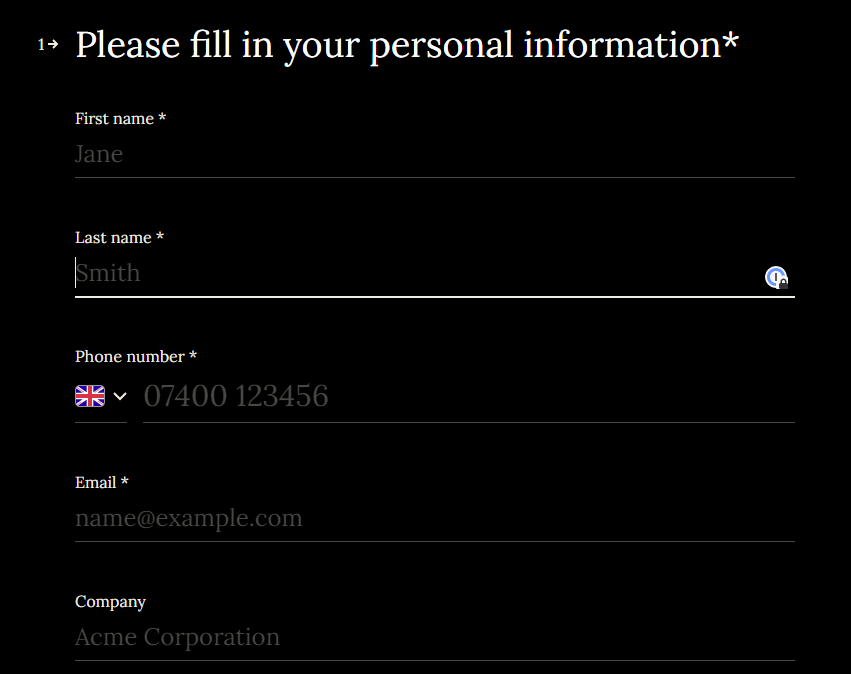 1→ Please fill in your personal information*
First name *
Jane
Last name *
Smith
Phone number *
07400 123456
Email *
name@example.com
Company
Acme Corporation